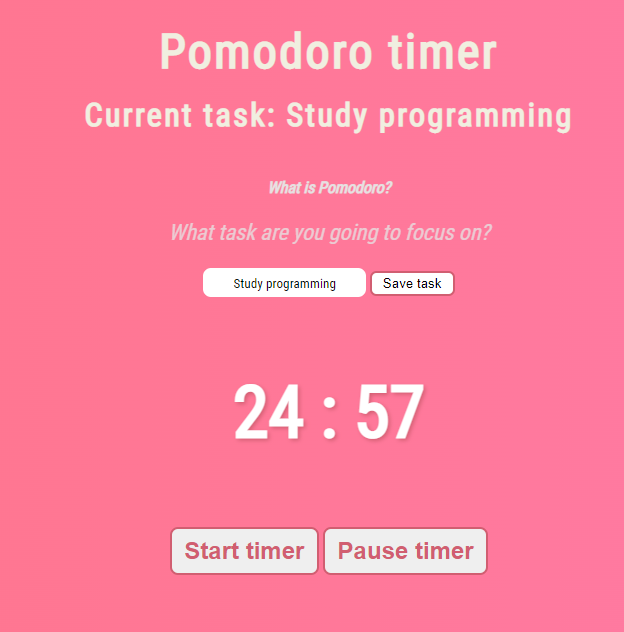 Pomodoro timer
Current task: Study programming
What is Pomodoro?
What task are you going to focus on?
Study programming Save task
24 : 57
Start timer Pause timer